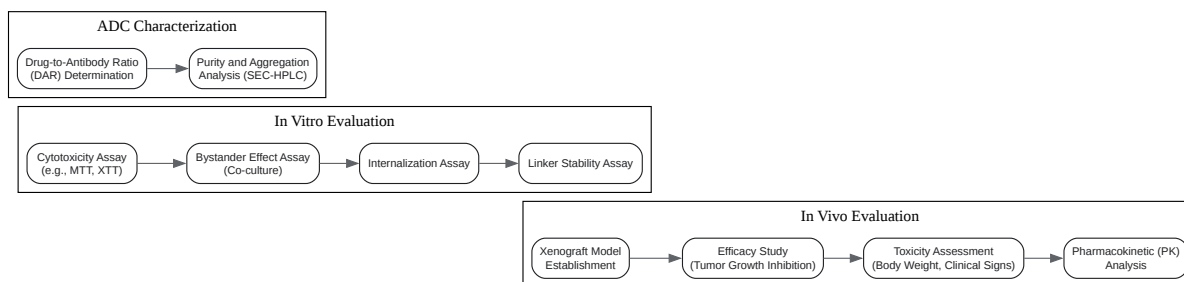 ADC Characterization
Drug-to-Antibody Ratio
(DAR) Determination
Purity and Aggregation
Analysis (SEC-HPLC)
In Vitro Evaluation
Cytotoxicity Assay
(e.g., MTT, XTT)
Bystander Effect Assay
(Co-culture)
Internalization Assay
Linker Stability Assay
In Vivo Evaluation
Xenograft Model
Establishment
Efficacy Study
(Tumor Growth Inhibition)
Toxicity Assessment
(Body Weight, Clinical Signs)
Pharmacokinetic (PK)
Analysis